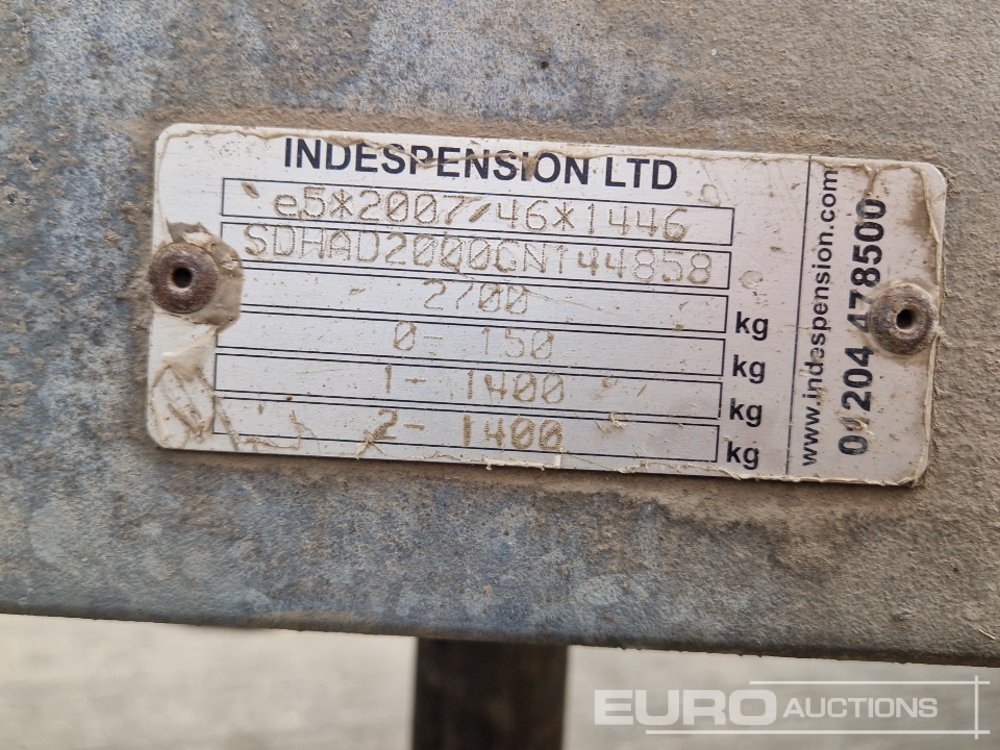 INDESPENSION LTD
e5*2007/46*1446
SDHAD2000GN144858
2700 kg
0- 150 kg
1- 1400 kg
2- 1400 kg
www.indespension.com
01204 478500
EURO AUCTIONS